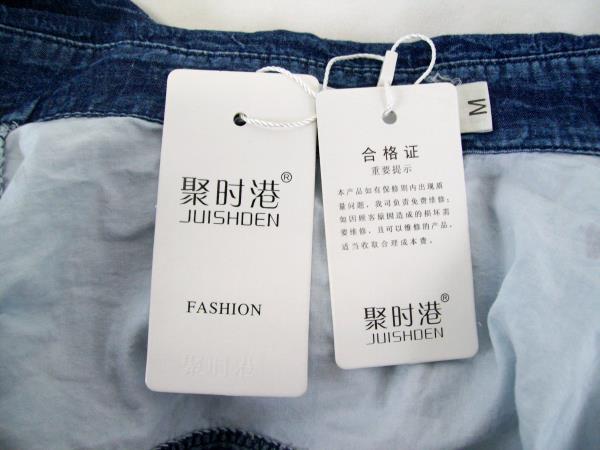 聚时港®
JUISHDEN
FASHION
聚时港
合格证
重要提示
本产品如有保修则内出现质
量问题，我司负责免费维修；
如因顾客原因造成的损坏需
要维修，且可以维修的产品，
适当收取合理成本费。
聚时港®
JUISHDEN
M